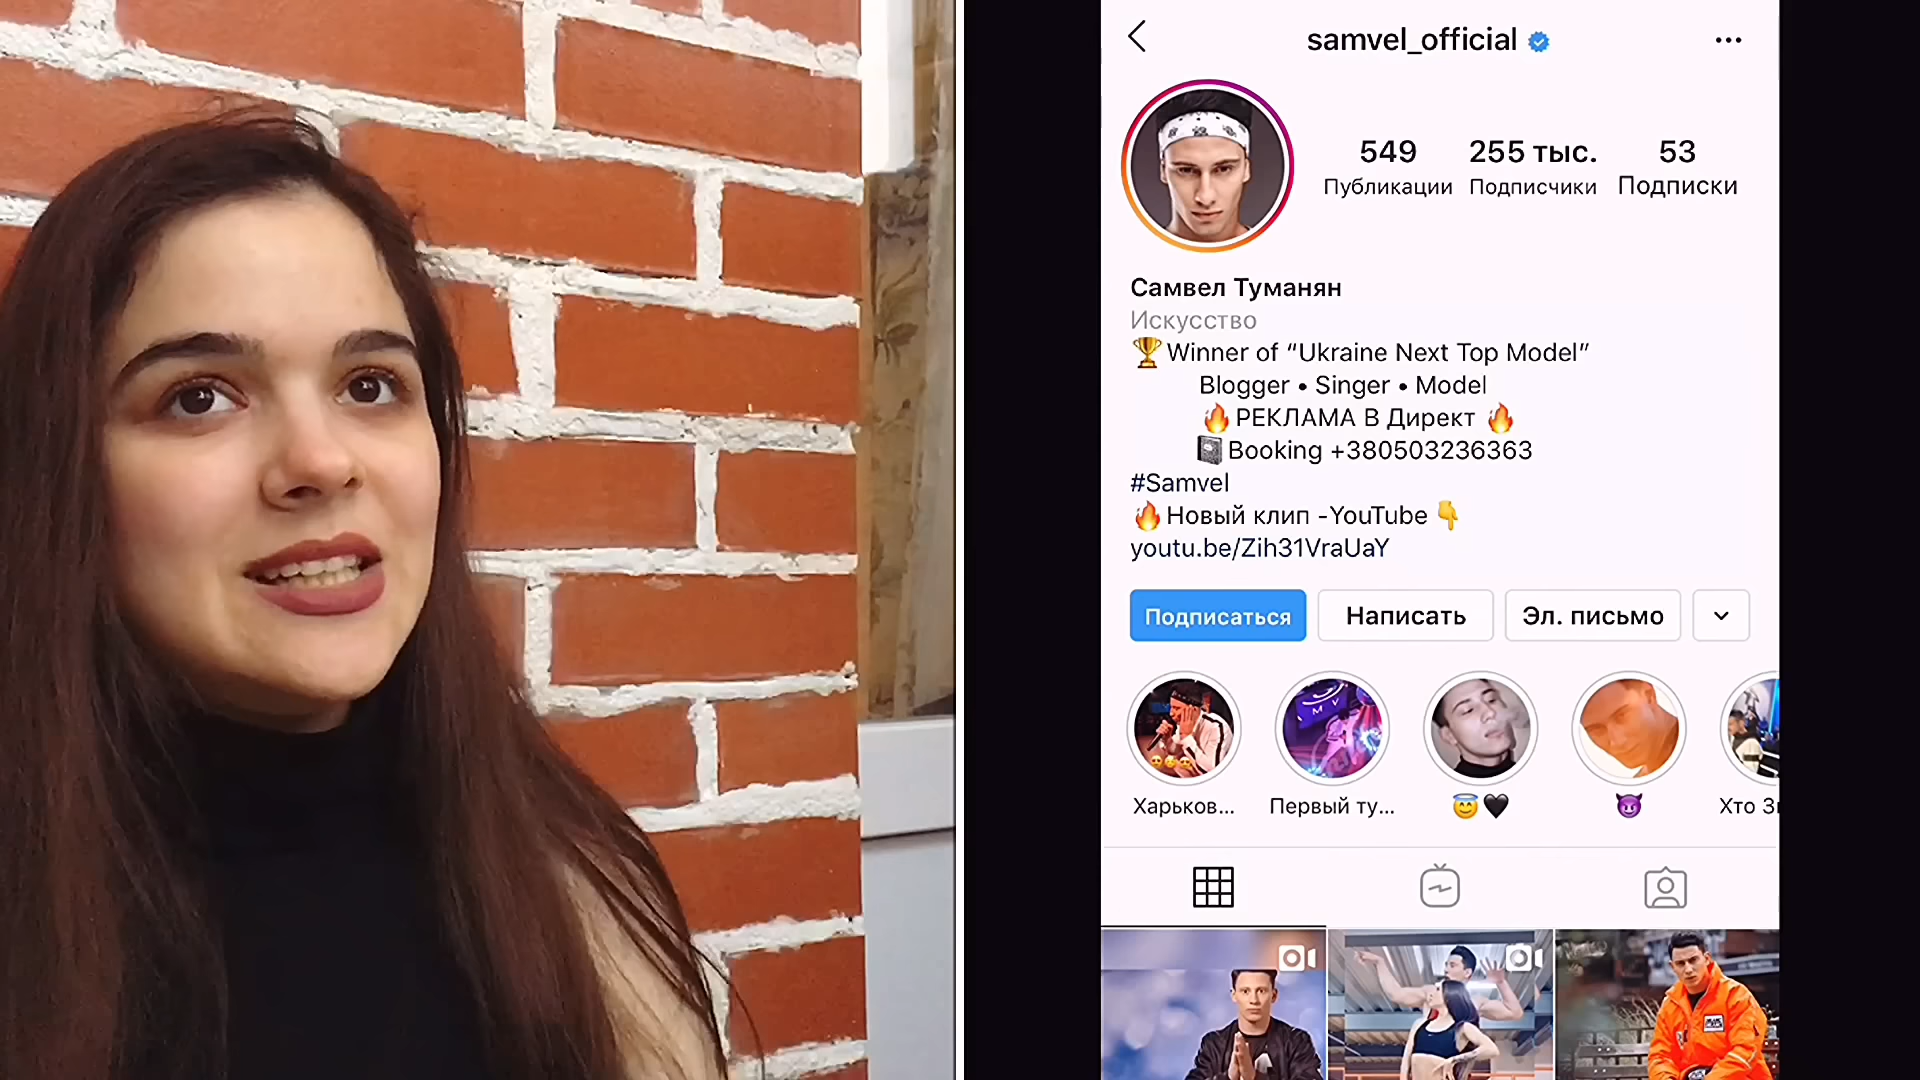 samvel_official
549
255 тыс.
53
Публикации
Подписчики
Подписки
Самвел Туманян
Искусство
🏆Winner of “Ukraine Next Top Model”
Blogger • Singer • Model
🔥РЕКЛАМА В Директ 🔥
📓Booking +380503236363
#Samvel
🔥Новый клип -YouTube 👇
youtu.be/Zih31VraUaY
Подписаться
Написать
Эл. письмо
Харьков...
Первый ту...
😇🖤
😈
Хто